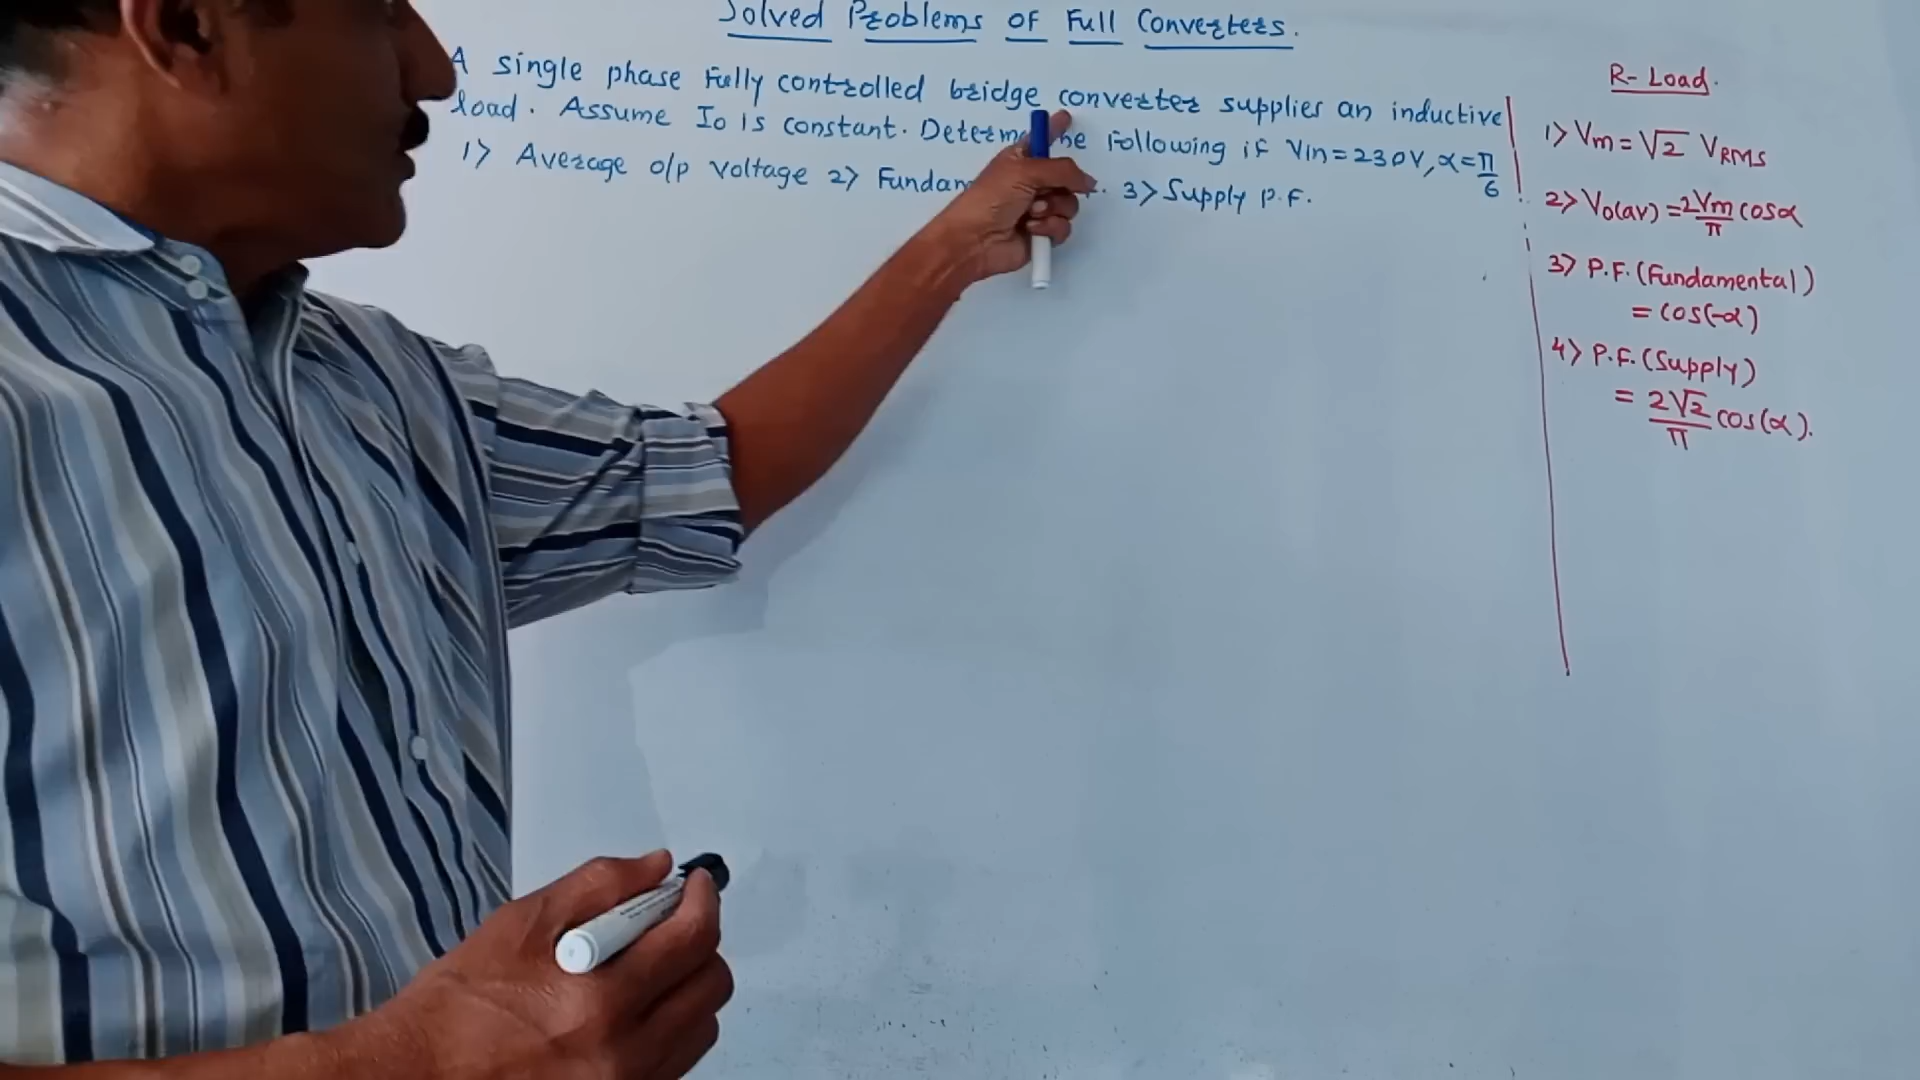 Solved Problems of Full Converters.
A single phase fully controlled bridge converter supplies an inductive
load. Assume Io is constant. Determ he following if Vin=230V, α=π/6
1> Average o/p voltage 2> Fundam 3> Supply P.F.
R-Load.
1> Vm=√2 VRMS
2> Vo(av)=2Vm/π cosα
3> P.F.(Fundamental)
= cos(-α)
4> P.F.(Supply)
= 2√2/π cos(α).